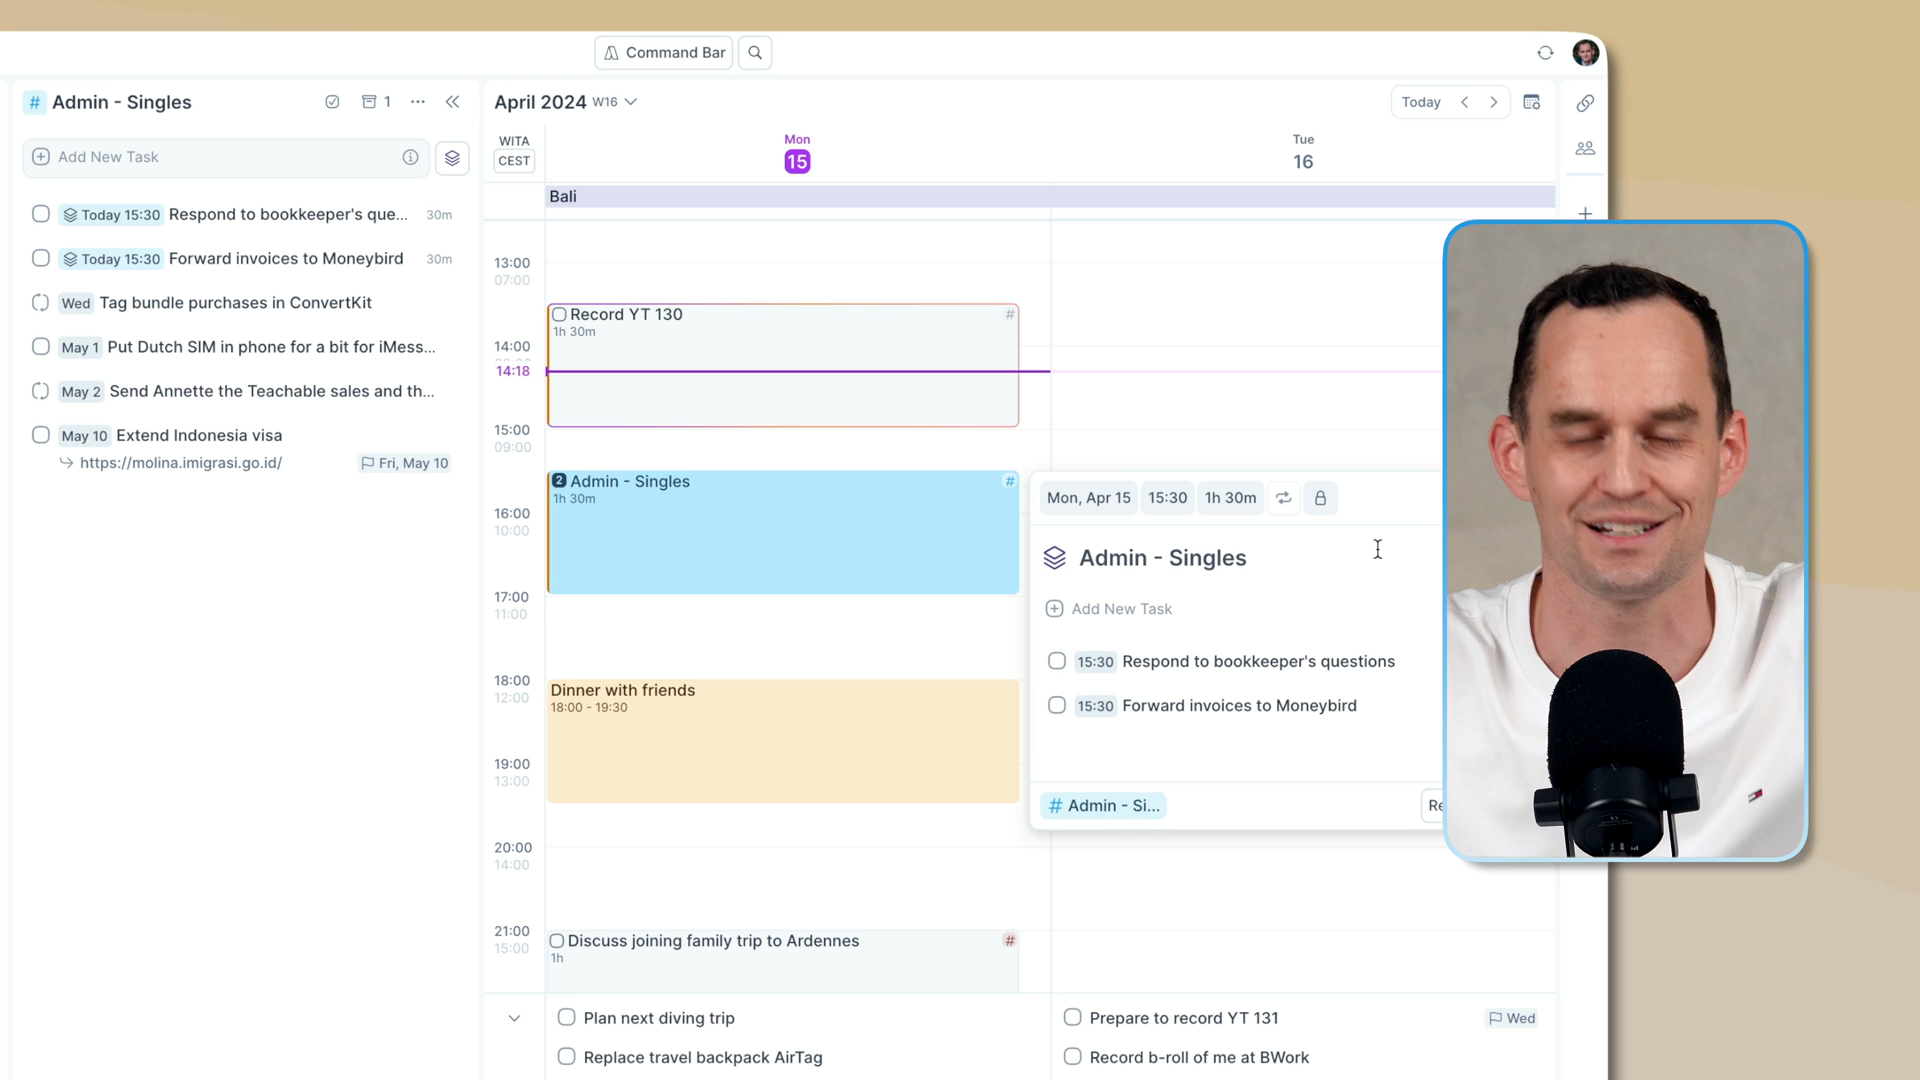 Command Bar
# Admin - Singles
1
Add New Task
Today 15:30 Respond to bookkeeper's que... 30m
Today 15:30 Forward invoices to Moneybird 30m
Wed Tag bundle purchases in ConvertKit
May 1 Put Dutch SIM in phone for a bit for iMess...
May 2 Send Annette the Teachable sales and th...
May 10 Extend Indonesia visa
https://molina.imigrasi.go.id/ Fri, May 10
April 2024 W16
Today
WITA
CEST
Mon
15
Tue
16
Bali
13:00
07:00
Record YT 130 #
1h 30m
14:00
14:18
15:00
09:00
2 Admin - Singles #
1h 30m
16:00
10:00
17:00
11:00
18:00
12:00
Dinner with friends
18:00 - 19:30
19:00
13:00
20:00
14:00
21:00
15:00
Discuss joining family trip to Ardennes #
1h
Mon, Apr 15 15:30 1h 30m
Admin - Singles
Add New Task
15:30 Respond to bookkeeper's questions
15:30 Forward invoices to Moneybird
# Admin - Si...
Re
Plan next diving trip
Replace travel backpack AirTag
Prepare to record YT 131 Wed
Record b-roll of me at BWork